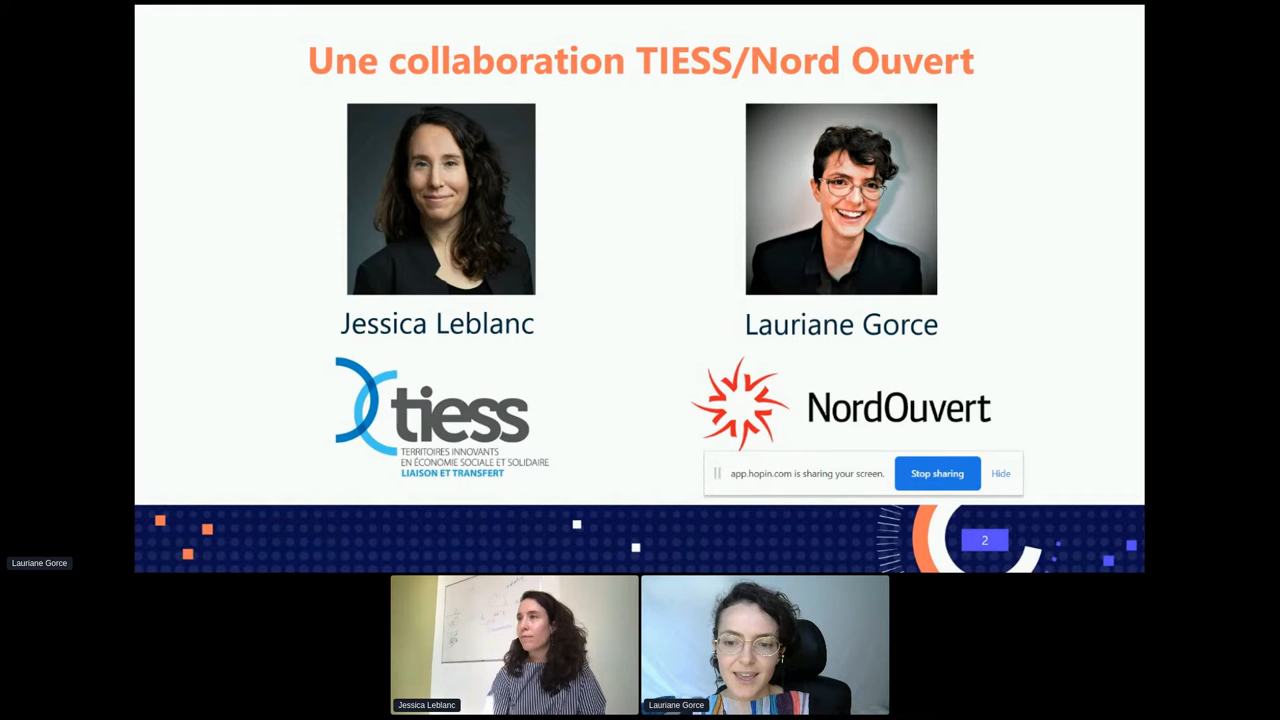 Une collaboration TIESS/Nord Ouvert
Jessica Leblanc
Lauriane Gorce
tiess
TERRITOIRES INNOVANTS
EN ÉCONOMIE SOCIALE ET SOLIDAIRE
LIAISON ET TRANSFERT
NordOuvert
app.hopin.com is sharing your screen.
Stop sharing
Hide
2
Lauriane Gorce
Jessica Leblanc
Lauriane Gorce